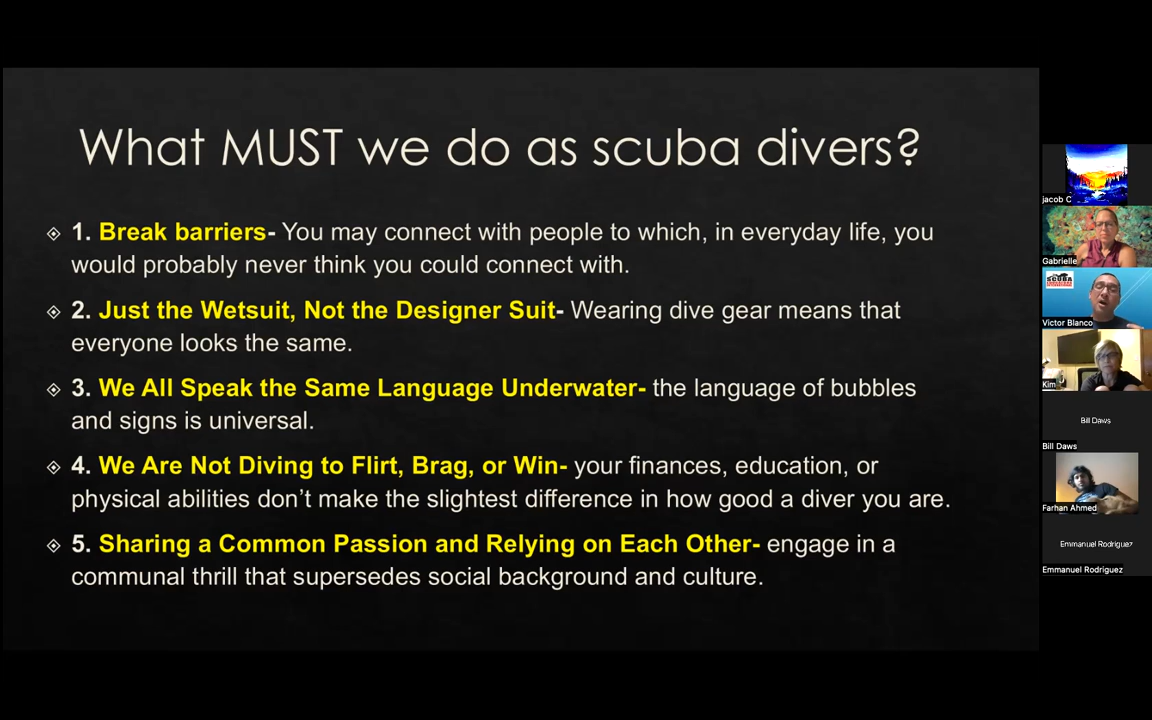 What MUST we do as scuba divers?
1. Break barriers- You may connect with people to which, in everyday life, you
would probably never think you could connect with.
2. Just the Wetsuit, Not the Designer Suit- Wearing dive gear means that
everyone looks the same.
3. We All Speak the Same Language Underwater- the language of bubbles
and signs is universal.
4. We Are Not Diving to Flirt, Brag, or Win- your finances, education, or
physical abilities don’t make the slightest difference in how good a diver you are.
5. Sharing a Common Passion and Relying on Each Other- engage in a
communal thrill that supersedes social background and culture.
jacob C
Gabrielle
SCUBA
Victor Blanco
Kim
Bill Daws
Bill Daws
Farhan Ahmed
Emmanuel Rodriguez
Emmanuel Rodriguez